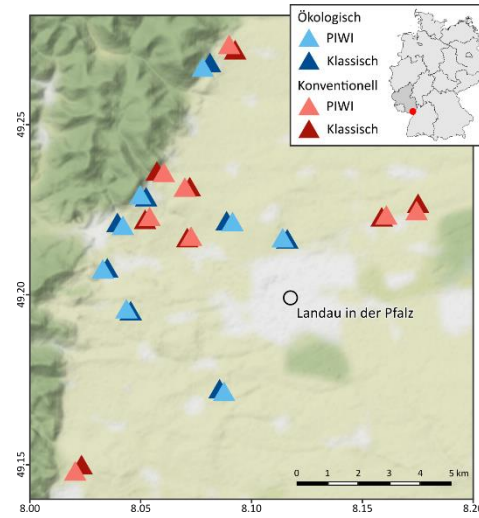 Ökologisch
PIWI
Klassisch
Konventionell
PIWI
Klassisch
49.25
49.20
Landau in der Pfalz
49.15
0 1 2 3 4 5 km
8.00 8.05 8.10 8.15 8.20